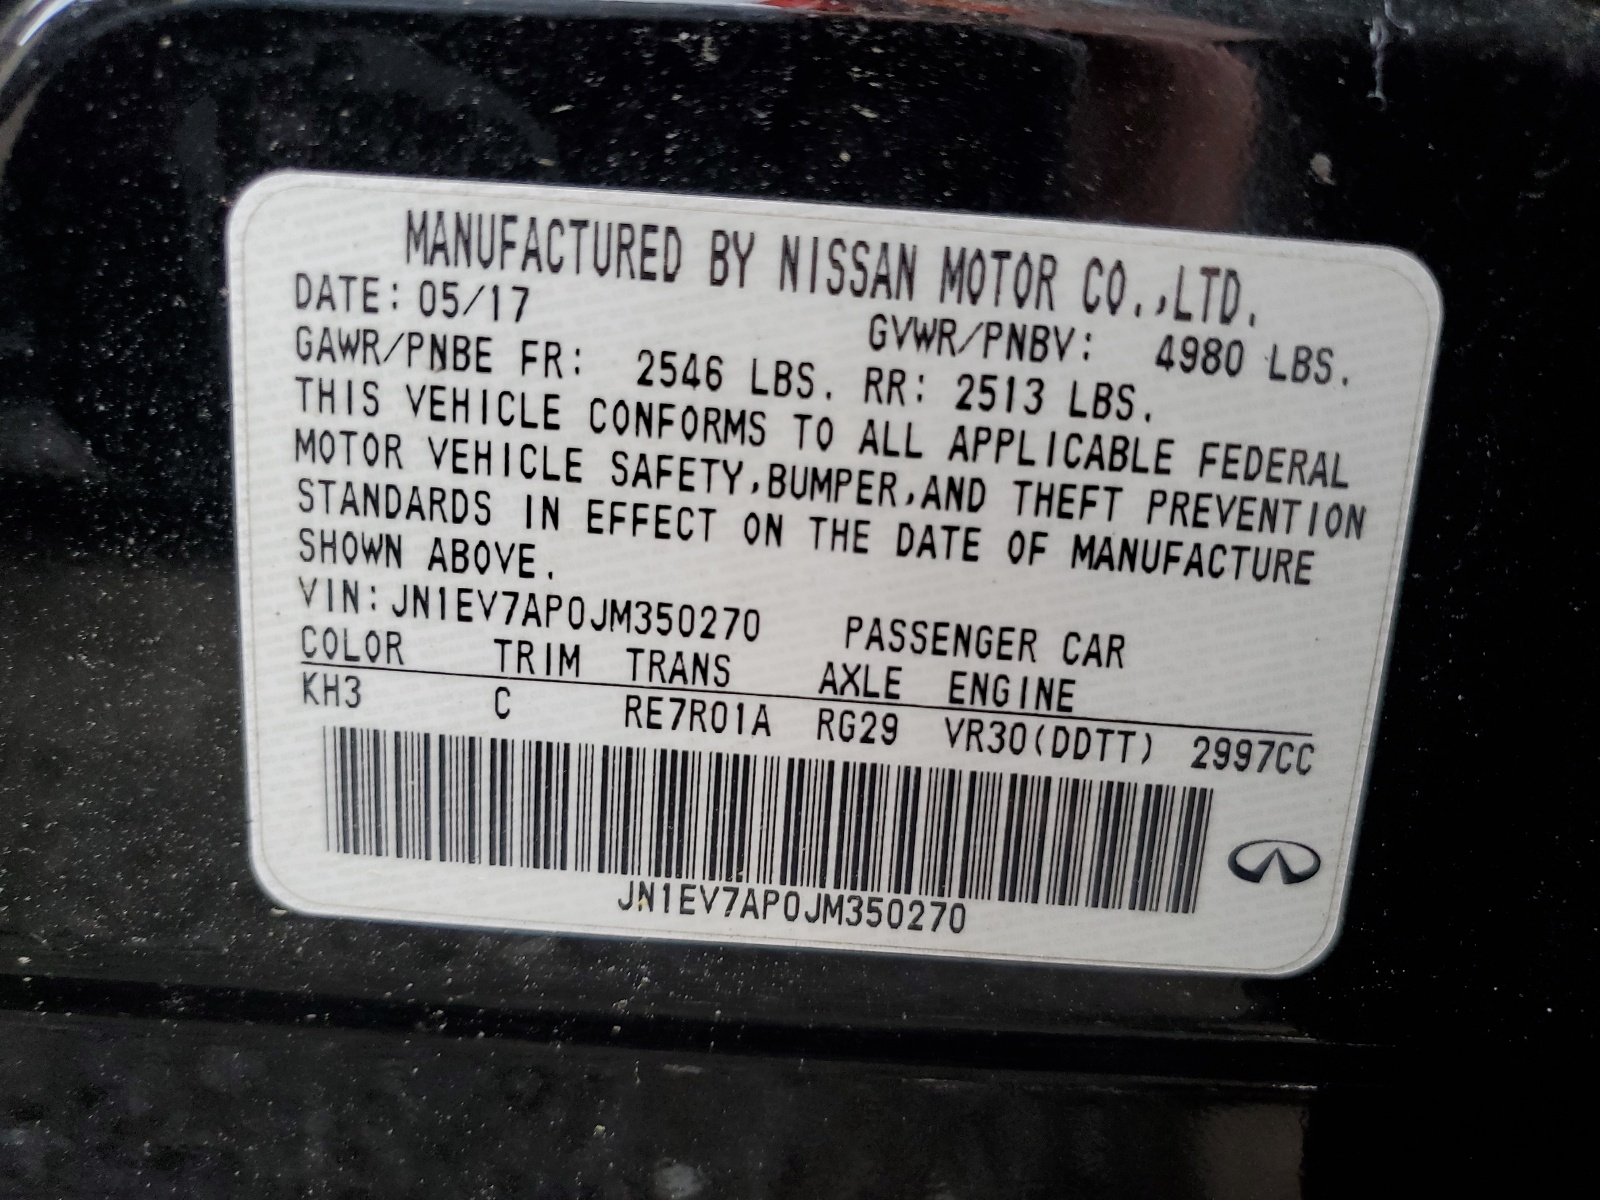 MANUFACTURED BY NISSAN MOTOR CO.,LTD.
DATE: 05/17 GVWR/PNBV: 4980 LBS.
GAWR/PNBE FR: 2546 LBS. RR: 2513 LBS.
THIS VEHICLE CONFORMS TO ALL APPLICABLE FEDERAL
MOTOR VEHICLE SAFETY,BUMPER,AND THEFT PREVENTION
STANDARDS IN EFFECT ON THE DATE OF MANUFACTURE
SHOWN ABOVE.
VIN: JN1EV7AP0JM350270 PASSENGER CAR
COLOR TRIM TRANS AXLE ENGINE
KH3 C RE7R01A RG29 VR30(DDTT) 2997CC
JN1EV7AP0JM350270